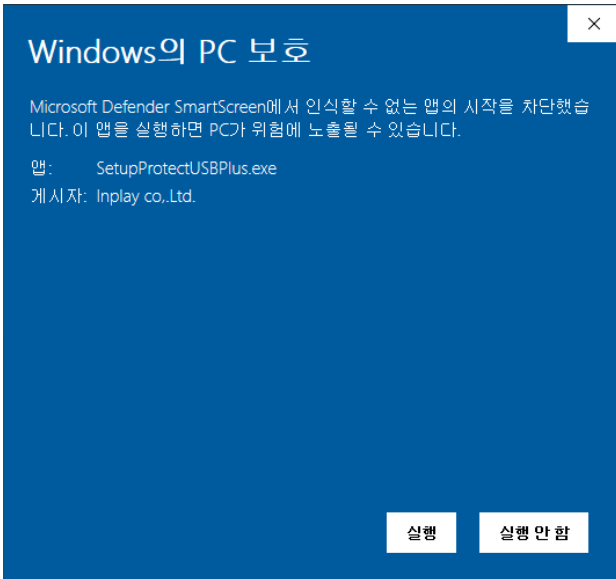 Windows의 PC 보호
Microsoft Defender SmartScreen에서 인식할 수 없는 앱의 시작을 차단했습
니다. 이 앱을 실행하면 PC가 위험에 노출될 수 있습니다.
앱: SetupProtectUSBPlus.exe
게시자: Inplay co,.Ltd.
실행 실행 안 함